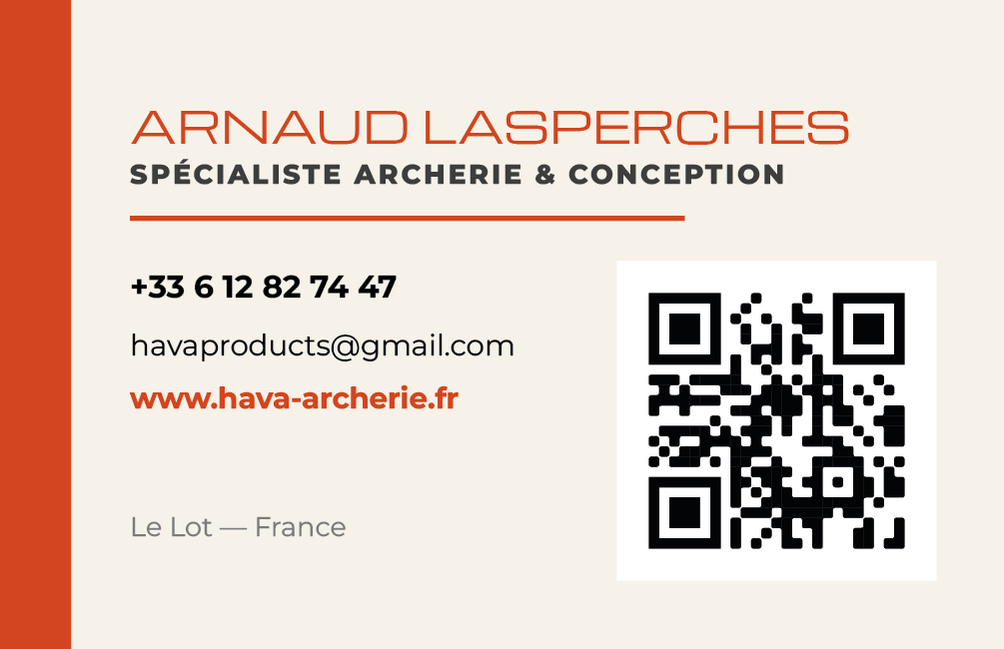 ARNAUD LASPERCHES
SPÉCIALISTE ARCHERIE & CONCEPTION
+33 6 12 82 74 47
havaproducts@gmail.com
www.hava-archerie.fr
Le Lot — France